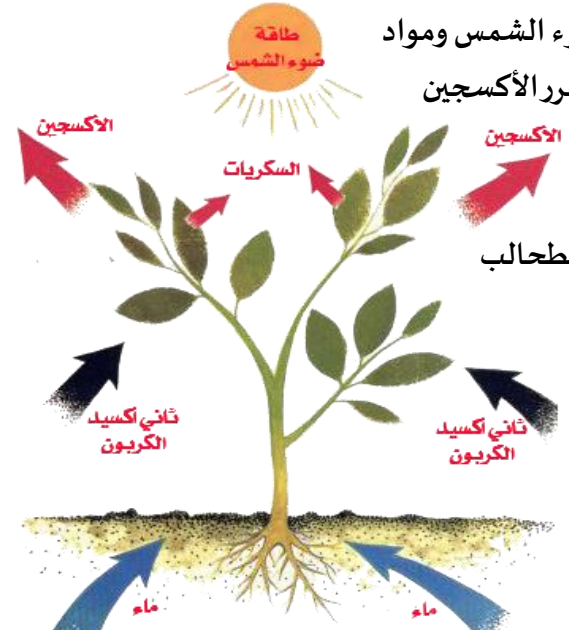 وء الشمس ومواد
رر الأكسجين
طحالب
طاقة
ضوء الشمس
الأكسجين
الأكسجين
السكريات
ثاني أكسيد
الكربون
ثاني أكسيد
الكربون
ماء
ماء